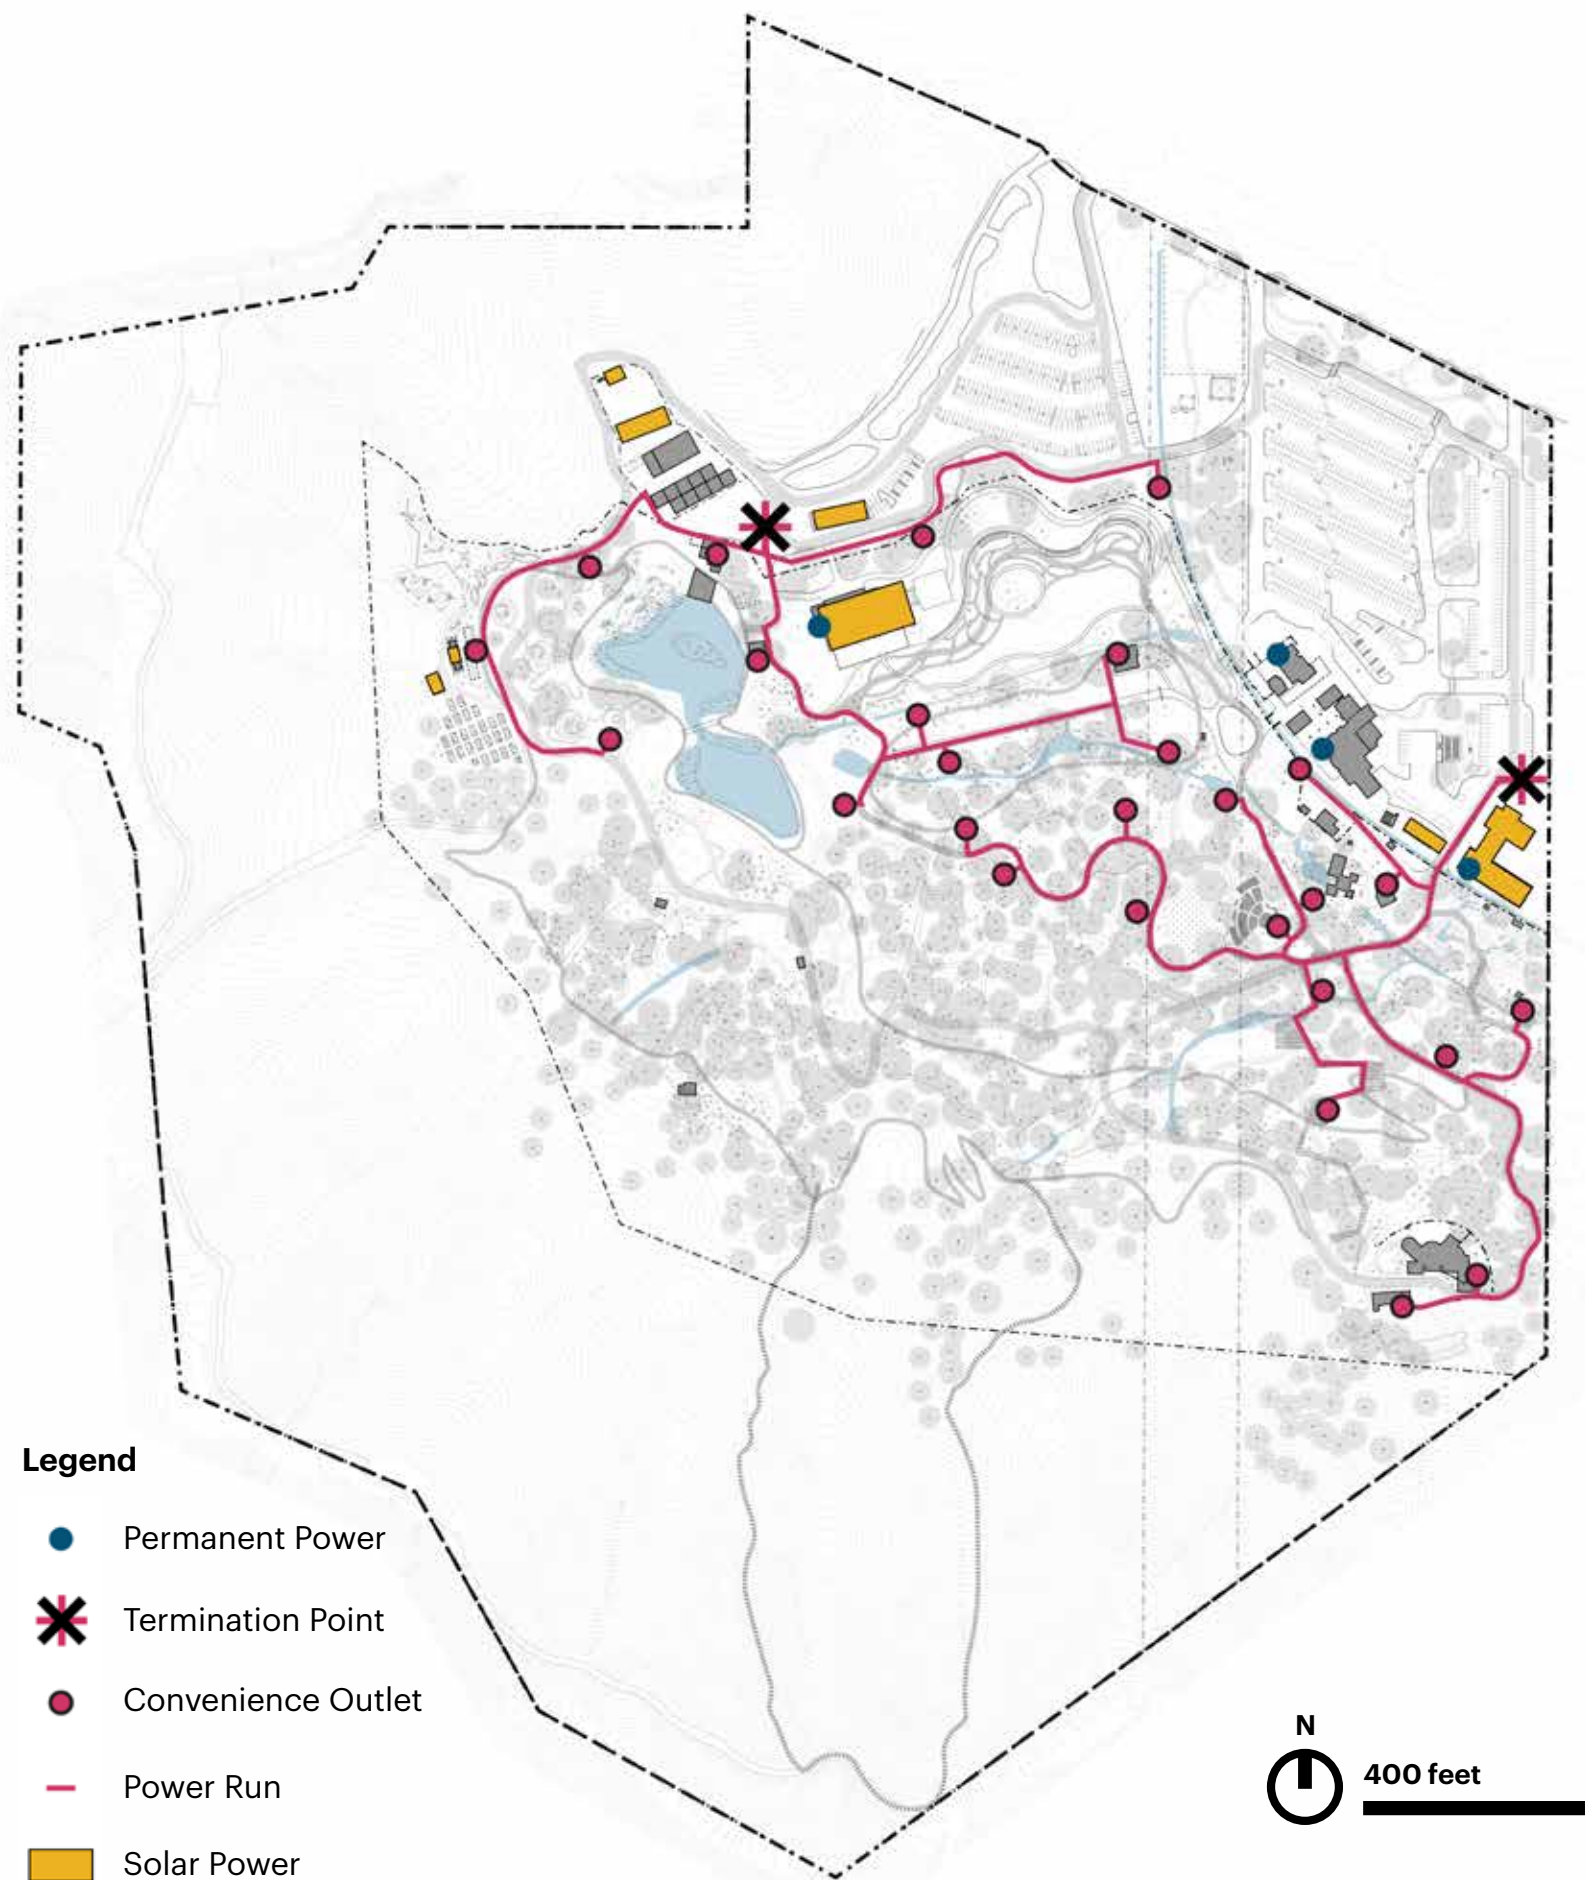 Legend
Permanent Power
Termination Point
Convenience Outlet
Power Run
Solar Power
N
400 feet